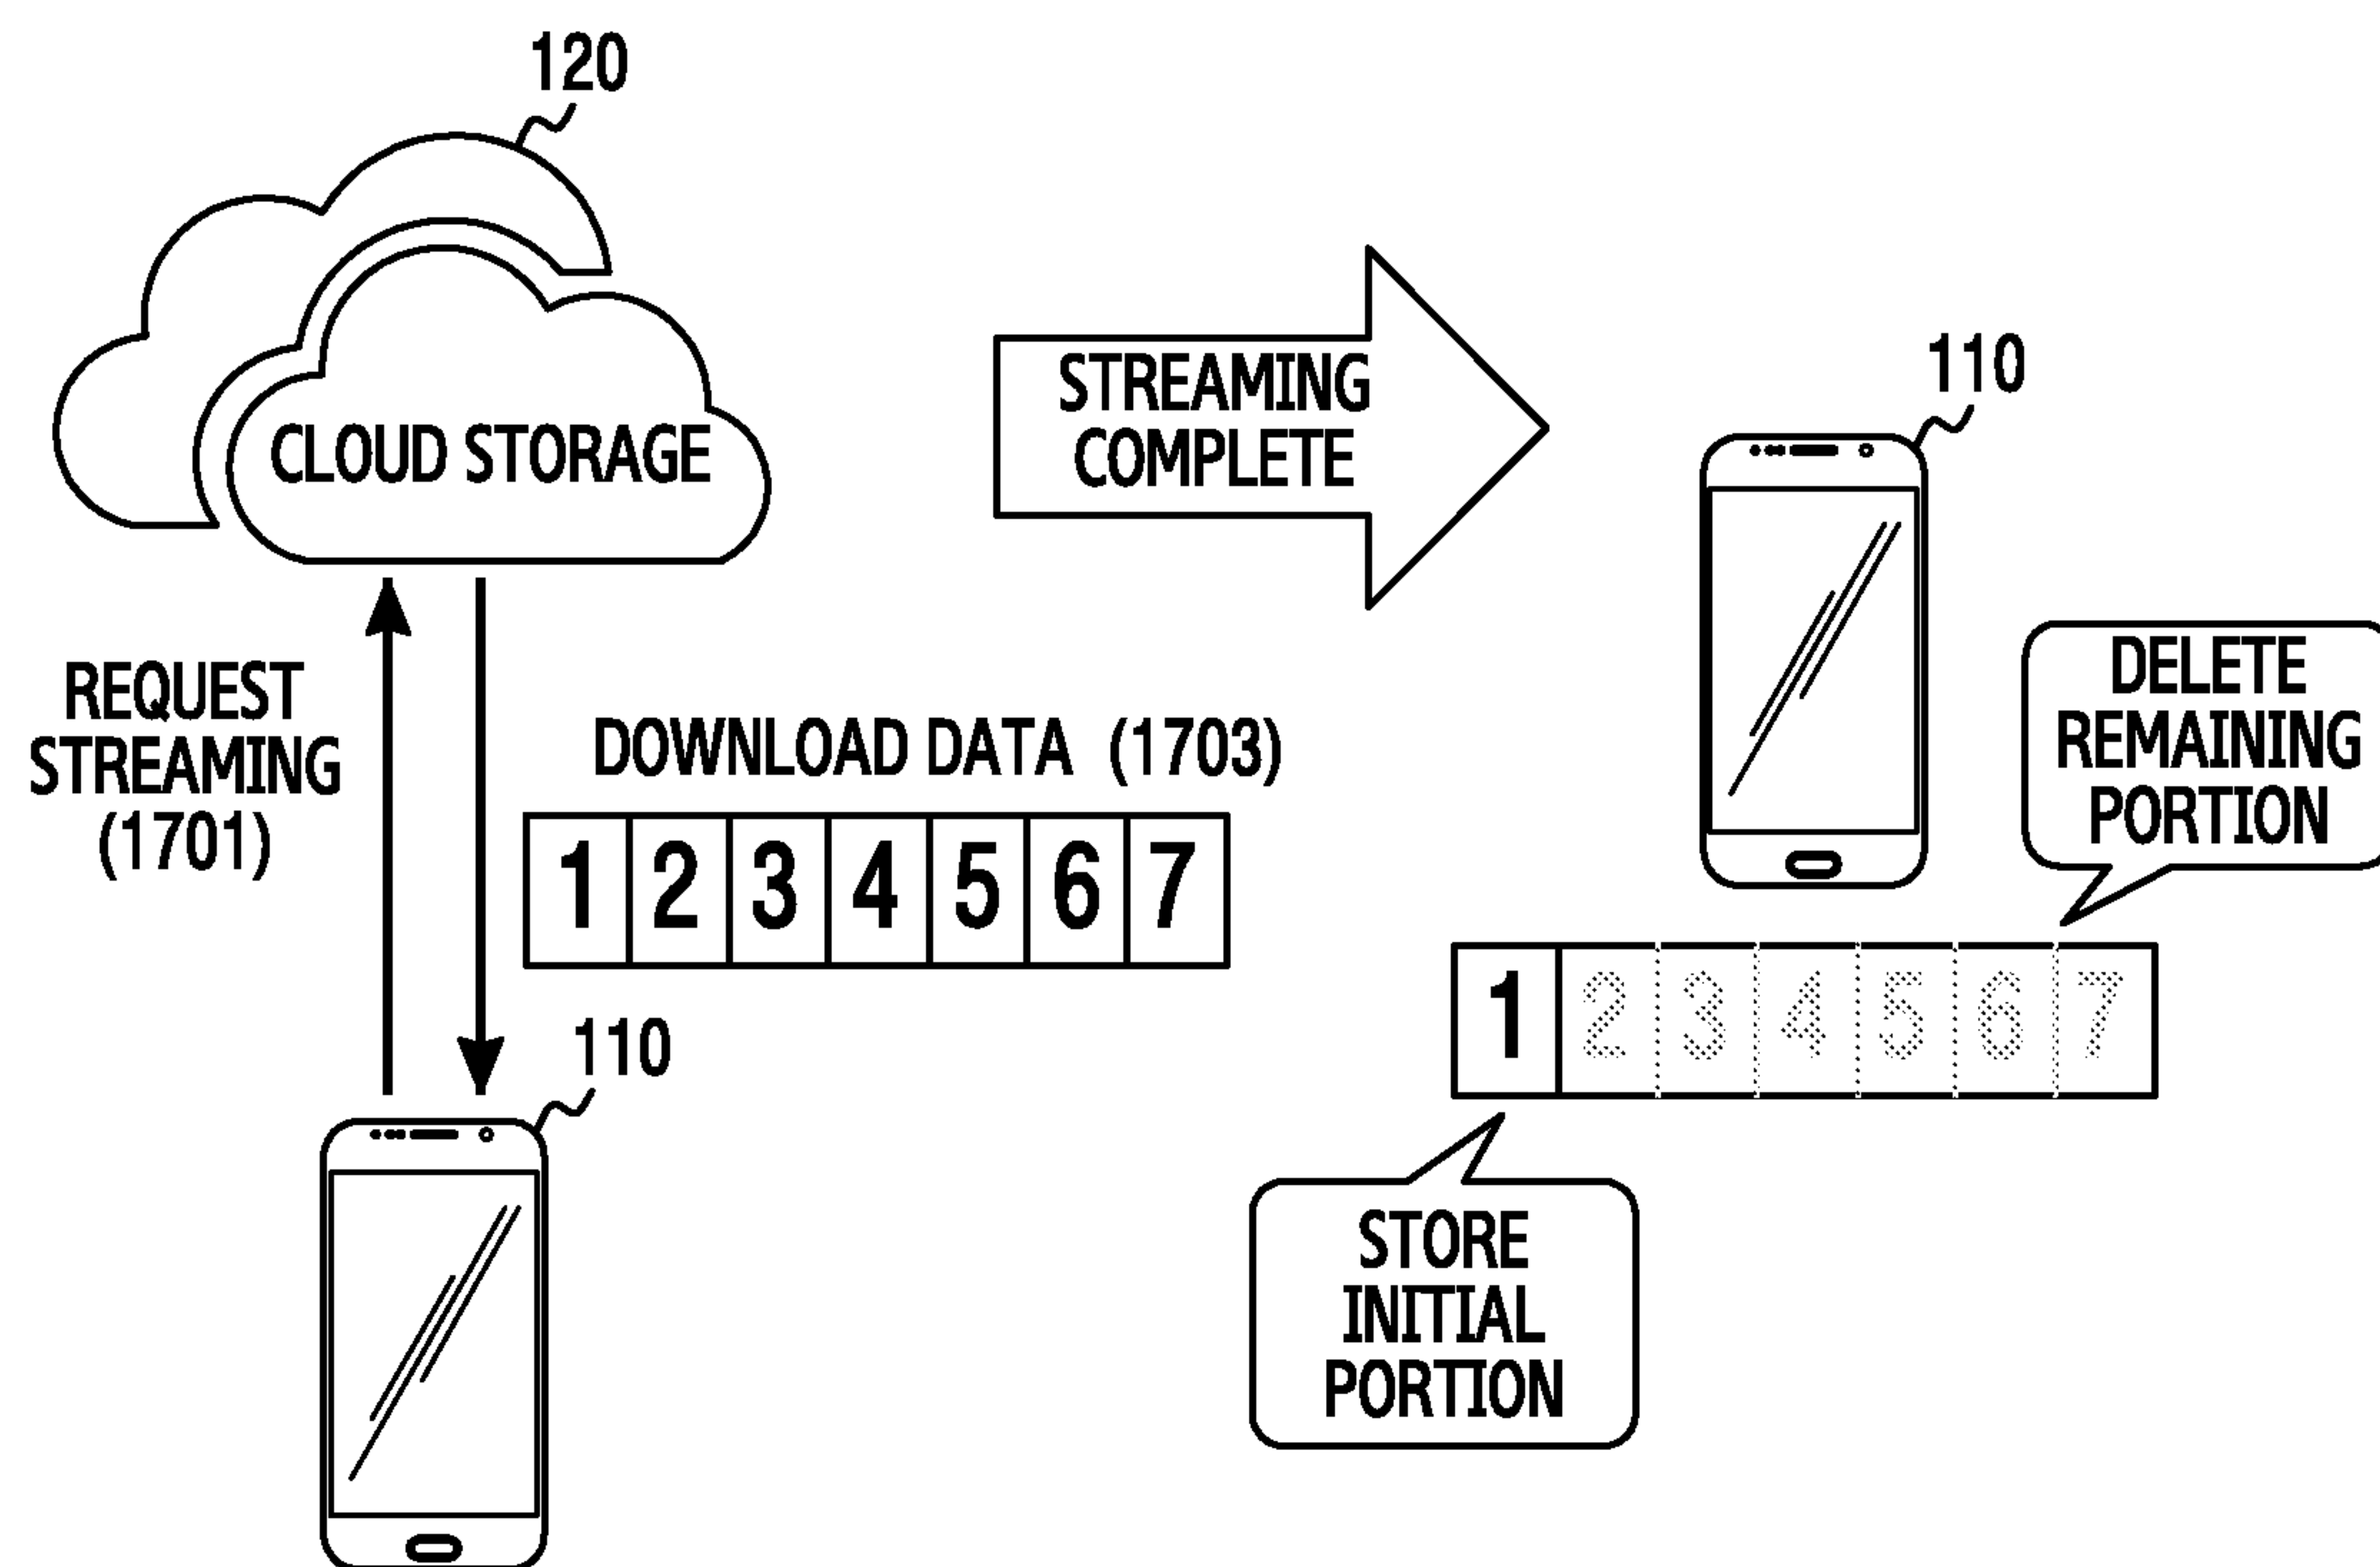 120
CLOUD STORAGE
STREAMING
COMPLETE
110
REQUEST
STREAMING
(1701)
DOWNLOAD DATA (1703)
1 2 3 4 5 6 7
110
DELETE
REMAINING
PORTION
1 2 3 4 5 6 7
STORE
INITIAL
PORTION